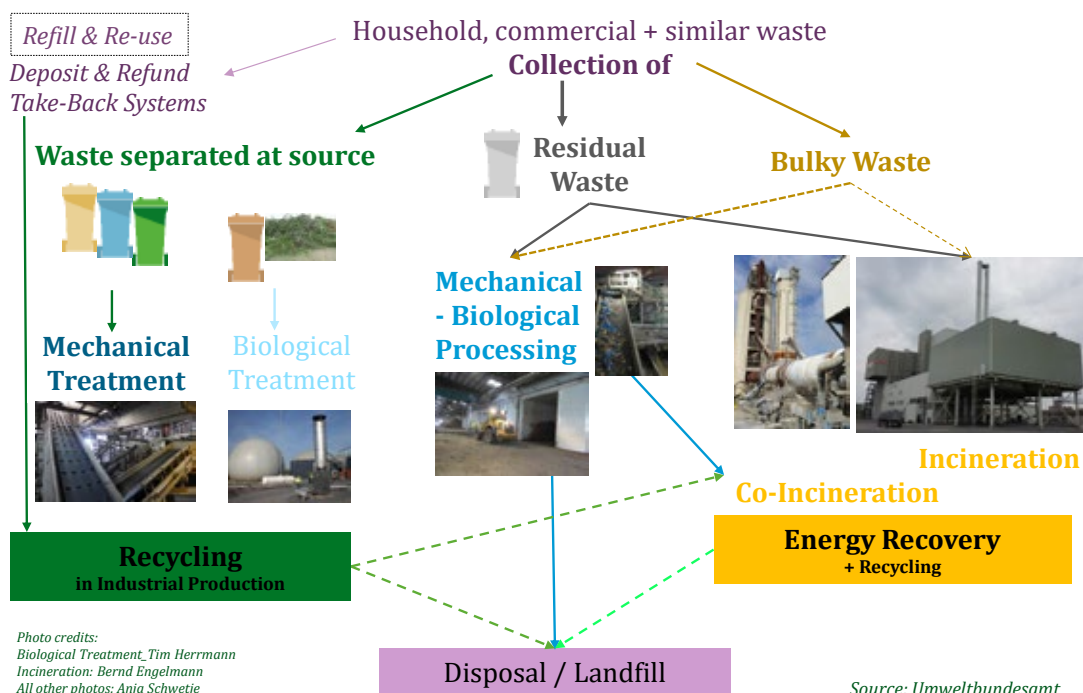 Refill & Re-use
Deposit & Refund
Take-Back Systems
Household, commercial + similar waste
Collection of
Waste separated at source
Residual
Waste
Bulky Waste
Mechanical
Treatment
Biological
Treatment
Mechanical
- Biological
Processing
Incineration
Co-Incineration
Recycling
in Industrial Production
Energy Recovery
+ Recycling
Disposal / Landfill
Photo credits:
Biological Treatment_Tim Herrmann
Incineration: Bernd Engelmann
All other photos: Anja Schwetje
Source: Umweltbundesamt